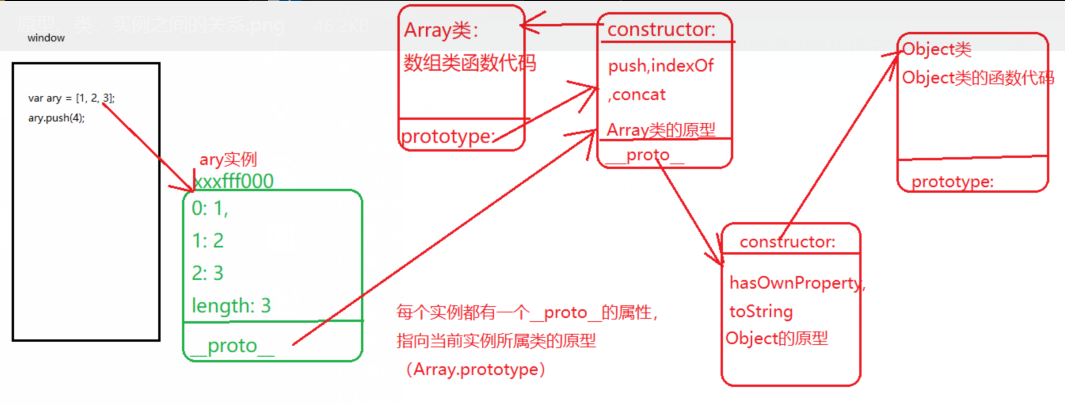 原型、类、实例之间的关系.png
window
var ary = [1, 2, 3];
ary.push(4);
ary实例
xxxfff000
0: 1,
1: 2
2: 3
length: 3
__proto__
Array类:
数组类函数代码
prototype:
constructor:
push,indexOf
,concat
Array类的原型
__proto__
每个实例都有一个__proto__的属性,
指向当前实例所属类的原型
（Array.prototype）
constructor:
hasOwnProperty,
toString
Object的原型
Object类
Object类的函数代码
prototype: